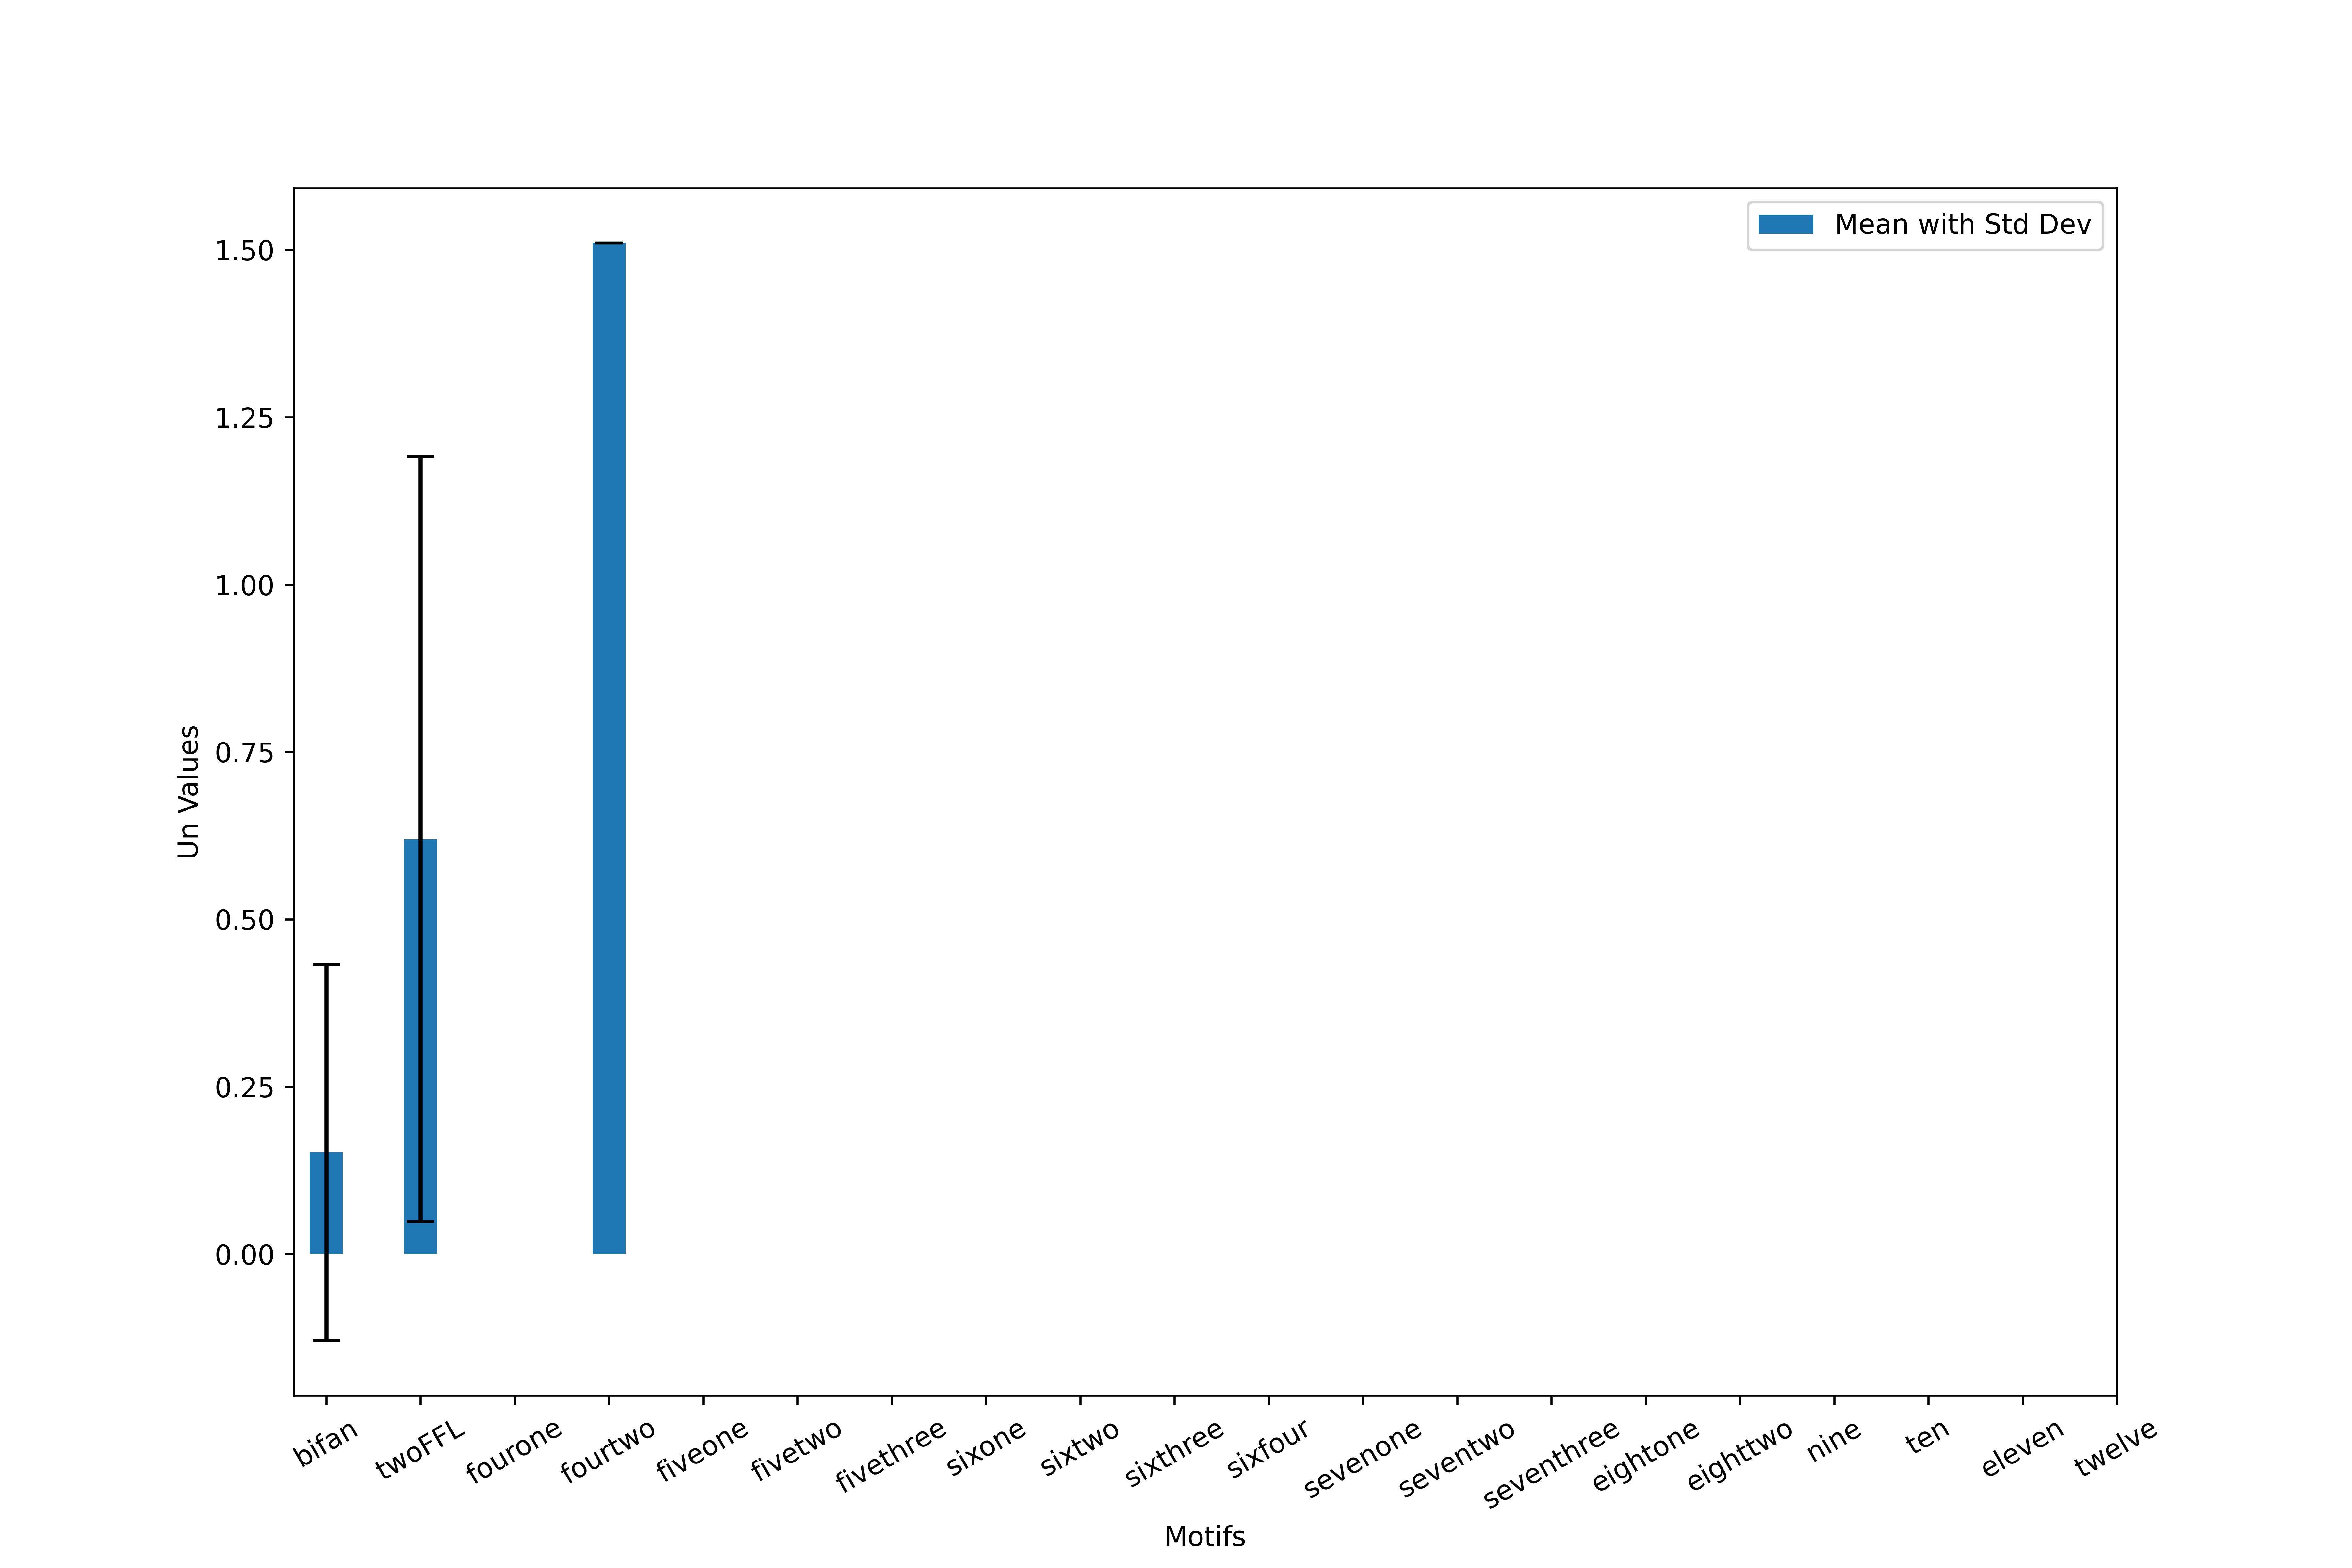 Mean with Std Dev
1.50
1.25
1.00
0.75
0.50
0.25
0.00
Un Values
bifan
twoFFL
fourone
fourtwo
fiveone
fivetwo
fivethree
sixone
sixtwo
sixthree
sixfour
sevenone
seventwo
seventhree
eightone
eighttwo
nine
ten
eleven
twelve
Motifs